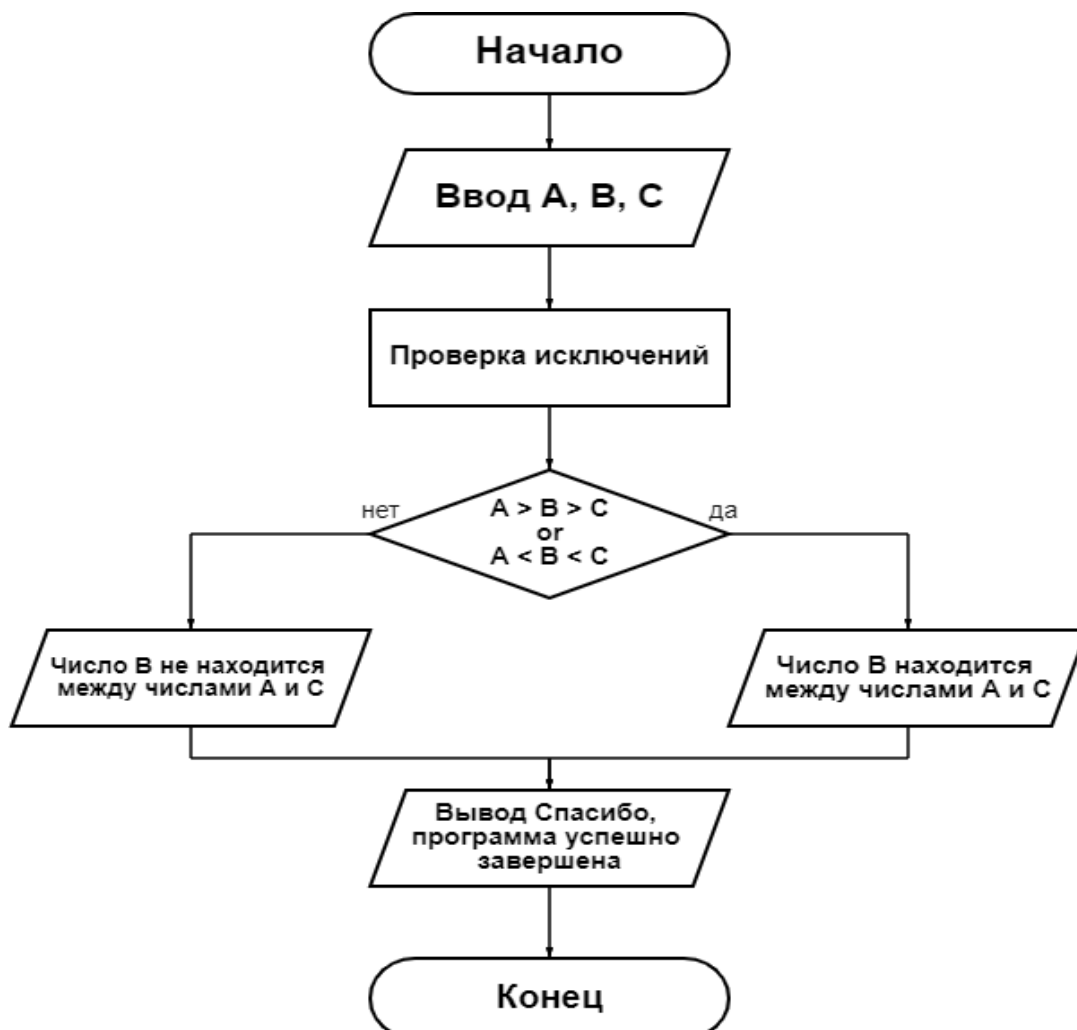 Начало
Ввод A, B, C
Проверка исключений
нет
A > B > C
or
A < B < C
да
Число B не находится
между числами A и C
Число B находится
между числами A и C
Вывод Спасибо,
программа успешно
завершена
Конец